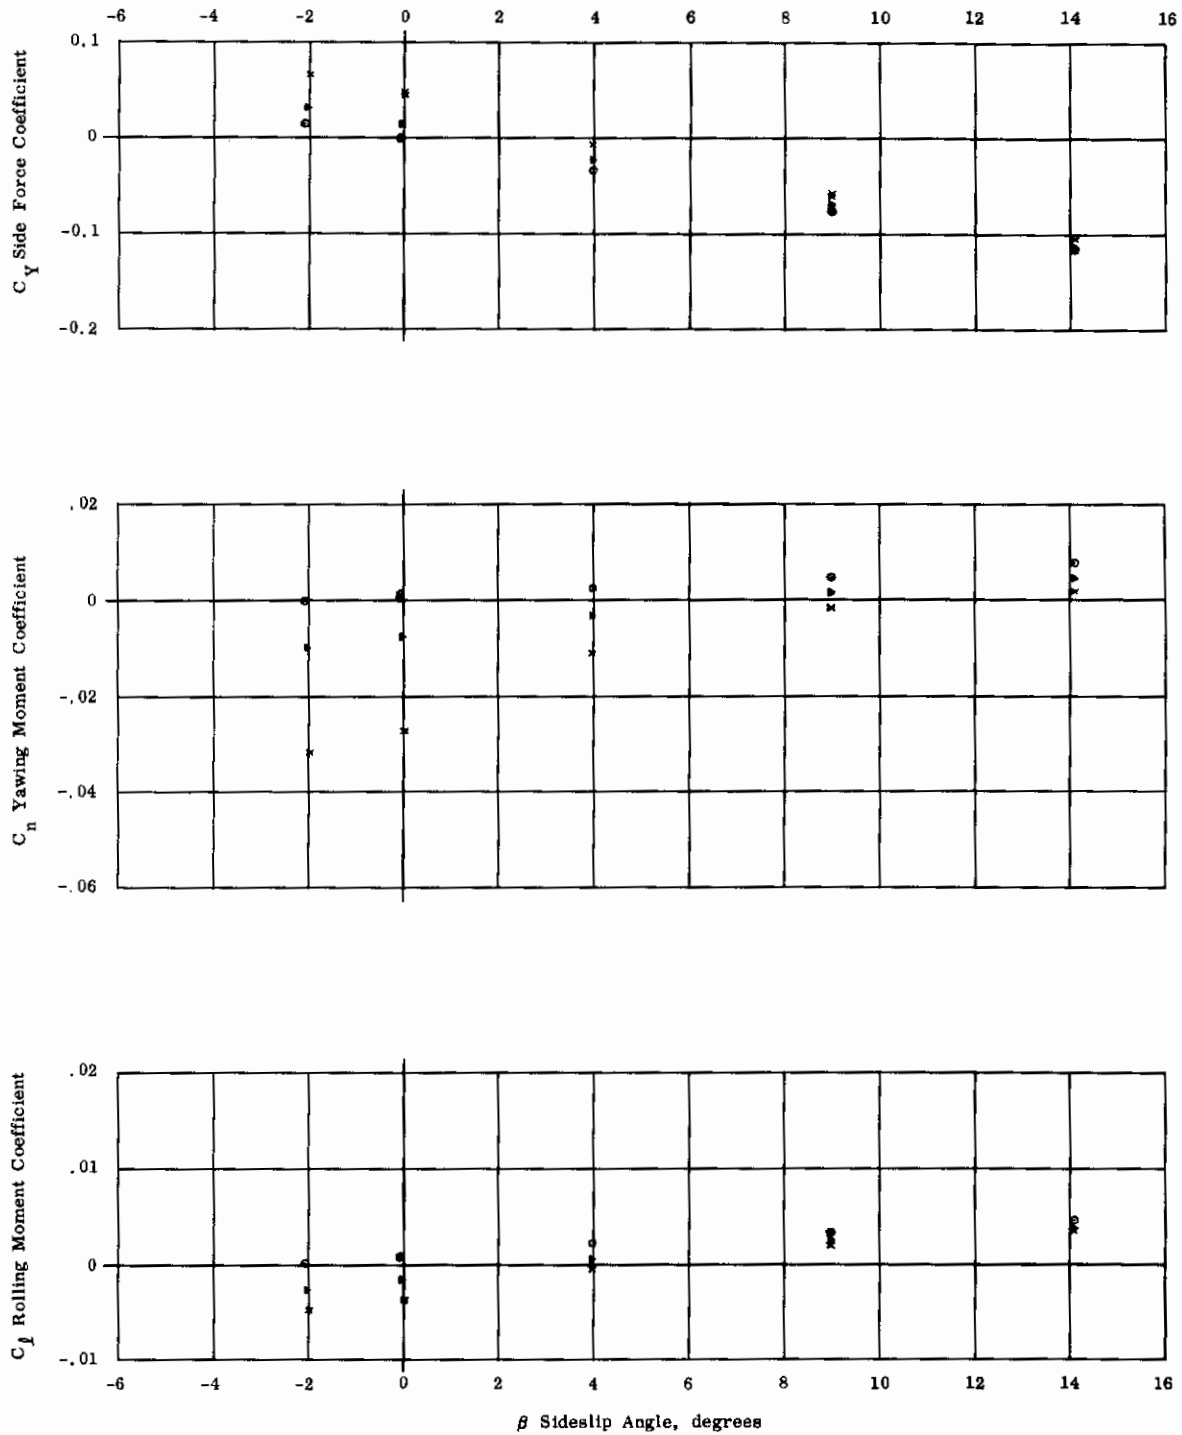 -6 -4 -2 0 2 4 6 8 10 12 14 16
0.1
0
-0.1
-0.2
C_Y Side Force Coefficient
.02
0
-.02
-.04
-.06
C_n Yawing Moment Coefficient
.02
.01
0
-.01
C_ℓ Rolling Moment Coefficient
-6 -4 -2 0 2 4 6 8 10 12 14 16
β Sideslip Angle, degrees